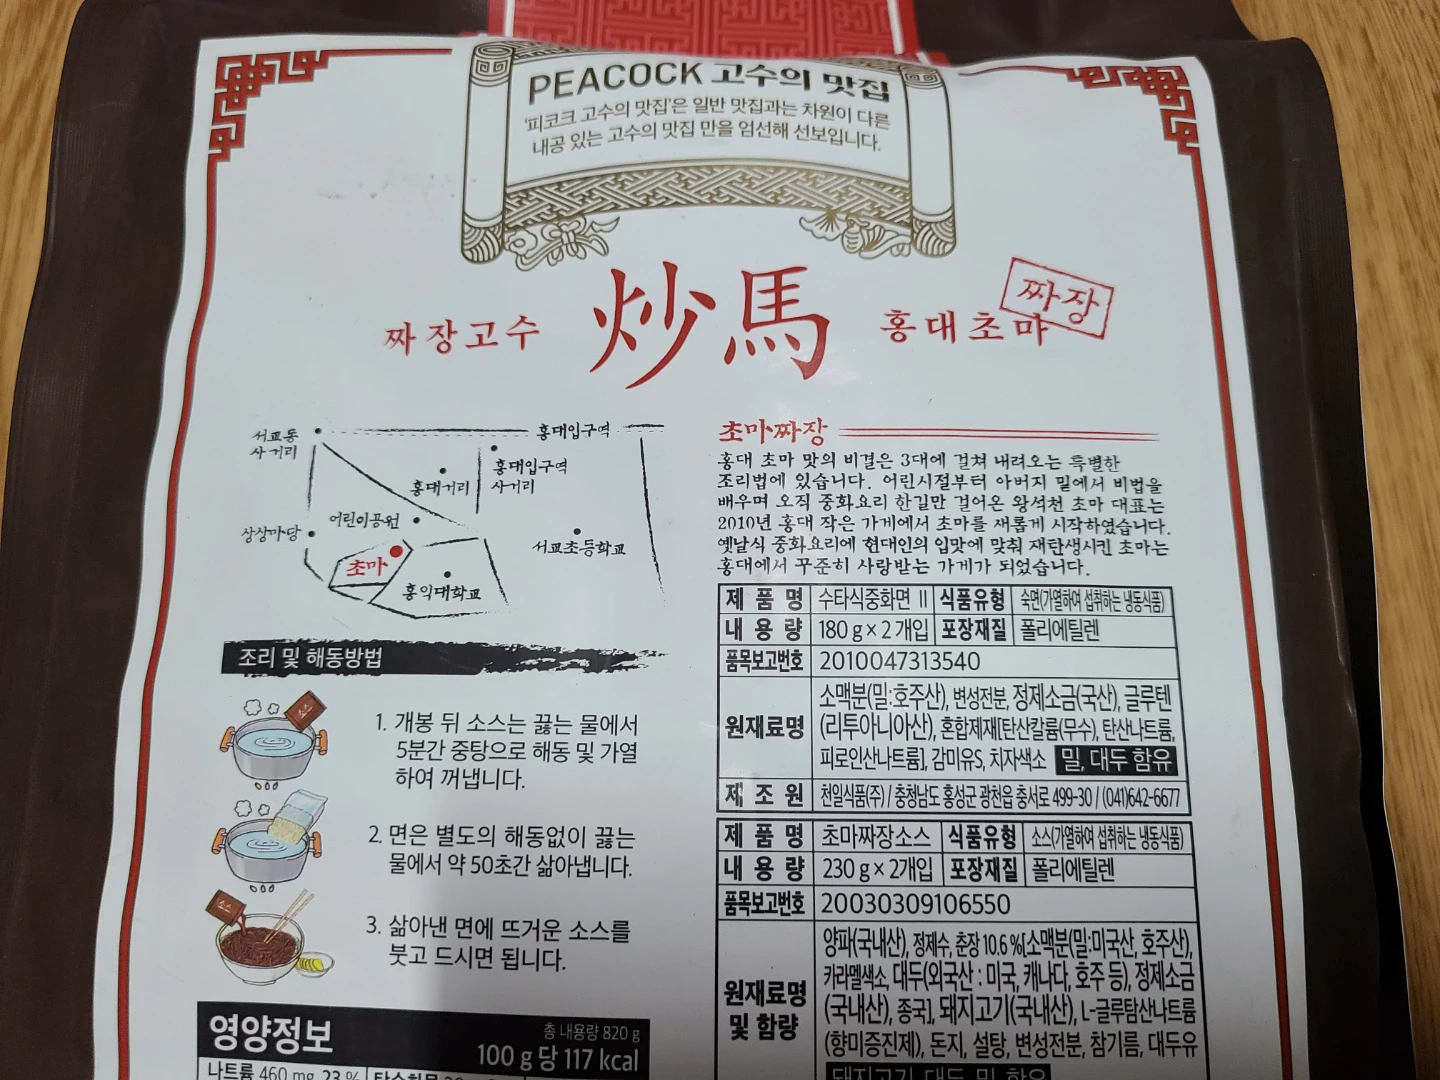 PEACOCK 고수의 맛집
'피코크 고수의 맛집'은 일반 맛집과는 차원이 다른
내공 있는 고수의 맛집 만을 엄선해 선보입니다.
짜장고수
炒馬
홍대초마
짜장
서교동
사거리
홍대입구역
홍대거리
홍대입구역
사거리
어린이공원
상상마당
서교초등학교
초마
홍익대학교
조리 및 해동방법
소스
1. 개봉 뒤 소스는 끓는 물에서
5분간 중탕으로 해동 및 가열
하여 꺼냅니다.
2. 면은 별도의 해동없이 끓는
물에서 약 50초간 삶아냅니다.
소스
3. 삶아낸 면에 뜨거운 소스를
붓고 드시면 됩니다.
영양정보
총 내용량 820 g
100 g 당 117 kcal
나트륨 460 mg 23 %
초마짜장
홍대 초마 맛의 비결은 3대에 걸쳐 내려오는 특별한
조리법에 있습니다. 어린시절부터 아버지 밑에서 비법을
배우며 오직 중화요리 한길만 걸어온 왕석천 초마 대표는
2010년 홍대 작은 가게에서 초마를 새롭게 시작하였습니다.
옛날식 중화요리에 현대인의 입맛에 맞춰 재탄생시킨 초마는
홍대에서 꾸준히 사랑받는 가게가 되었습니다.
제 품 명 수타식중화면 II 식품유형 숙면(가열하여 섭취하는 냉동식품)
내 용 량 180 g × 2 개입 포장재질 폴리에틸렌
품목보고번호 2010047313540
원재료명
소맥분(밀:호주산), 변성전분, 정제소금(국산), 글루텐
(리투아니아산), 혼합제재[탄산칼륨(무수), 탄산나트륨,
피로인산나트륨], 감미유S, 치자색소 밀, 대두 함유
제 조 원 천일식품(주) / 충청남도 홍성군 광천읍 충서로 499-30 / (041)642-6677
제 품 명 초마짜장소스 식품유형 소스(가열하여 섭취하는 냉동식품)
내 용 량 230 g × 2개입 포장재질 폴리에틸렌
품목보고번호 20030309106550
원재료명
및 함량
양파(국내산), 정제수, 춘장 10.6 %[소맥분(밀:미국산, 호주산),
카라멜색소, 대두(외국산 : 미국, 캐나다, 호주 등), 정제소금
(국내산), 종국], 돼지고기(국내산), L-글루탐산나트륨
(향미증진제), 돈지, 설탕, 변성전분, 참기름, 대두유
돼지고기, 대두, 밀 함유